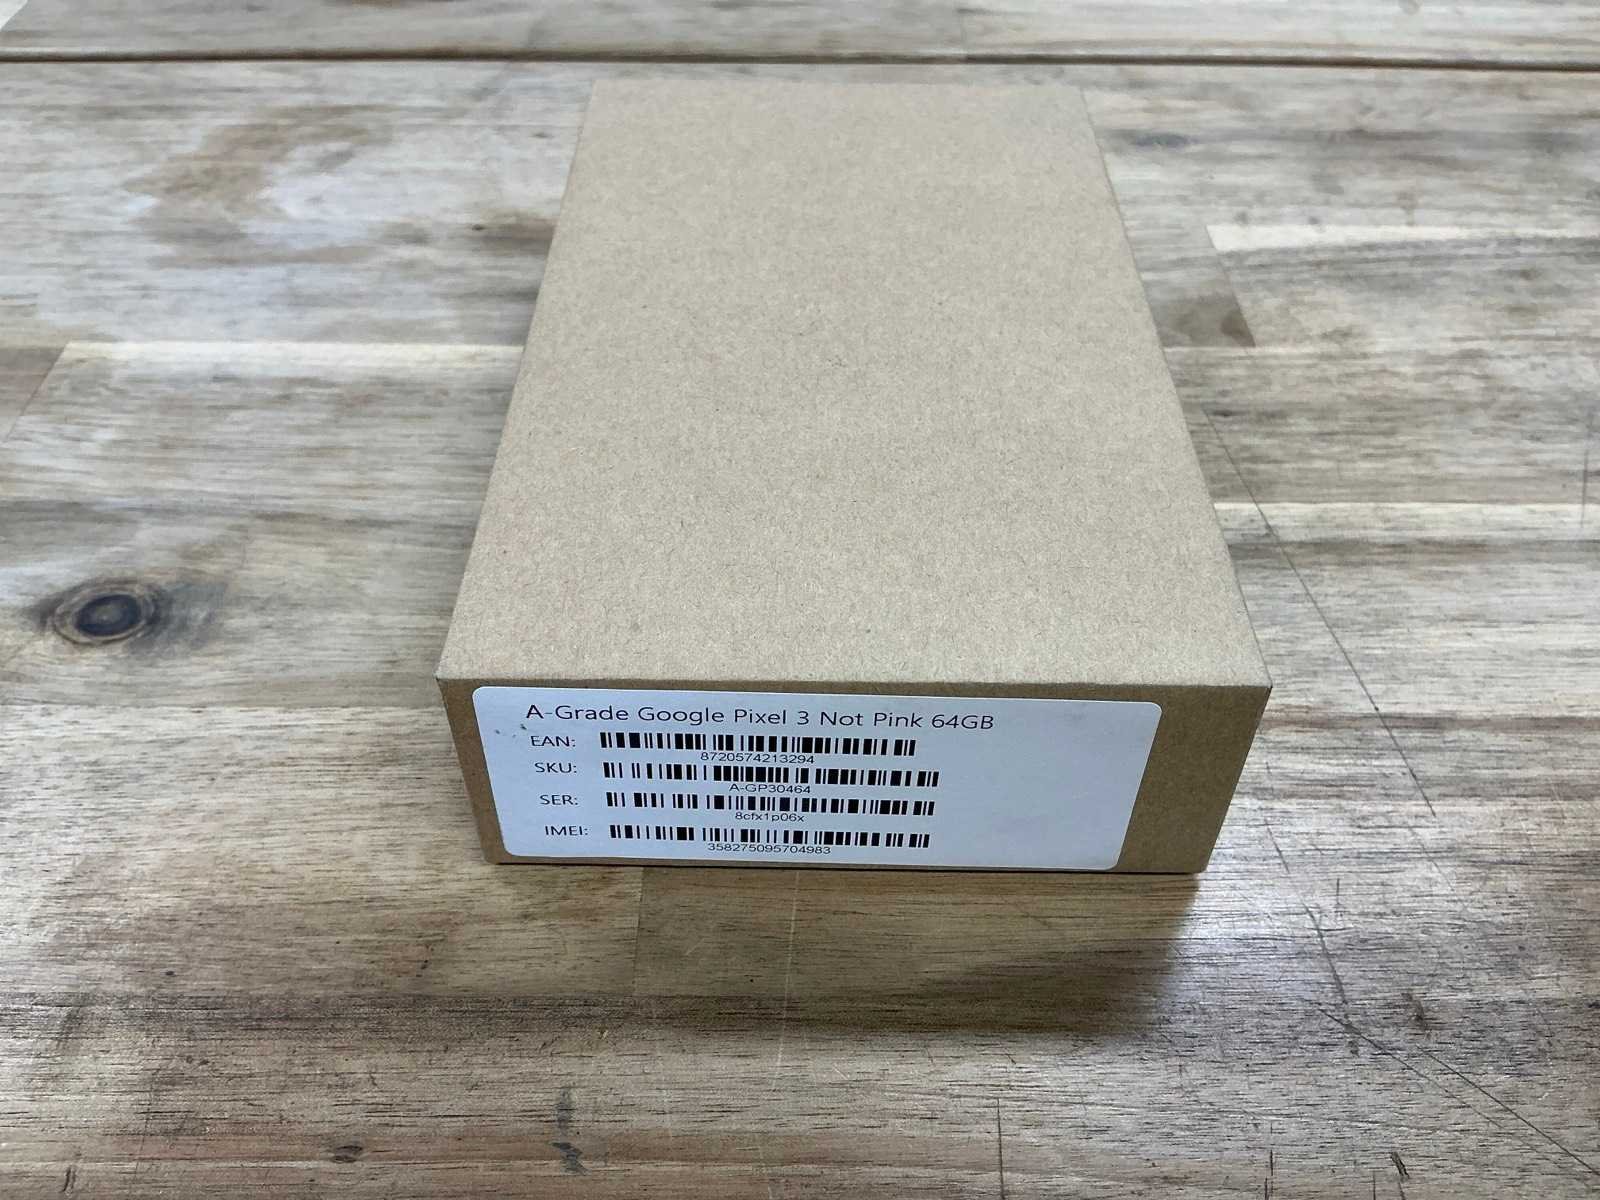 A-Grade Google Pixel 3 Not Pink 64GB
EAN:
8720574213294
SKU:
A-GP30464
SER:
8cfx1p06x
IMEI:
358275095704983